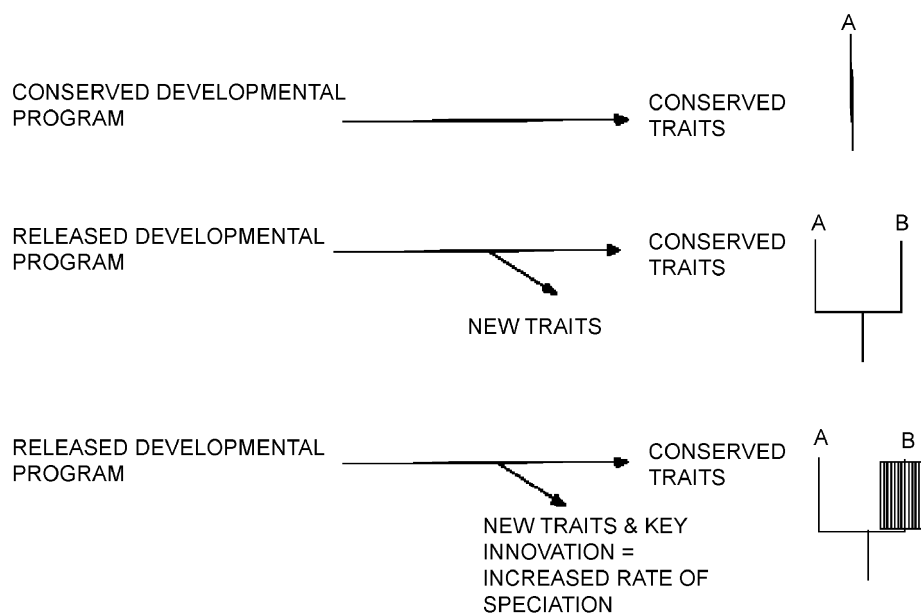 A
CONSERVED DEVELOPMENTAL
PROGRAM
CONSERVED
TRAITS
RELEASED DEVELOPMENTAL
PROGRAM
CONSERVED
TRAITS
A B
NEW TRAITS
RELEASED DEVELOPMENTAL
PROGRAM
CONSERVED
TRAITS
A B
NEW TRAITS & KEY
INNOVATION =
INCREASED RATE OF
SPECIATION